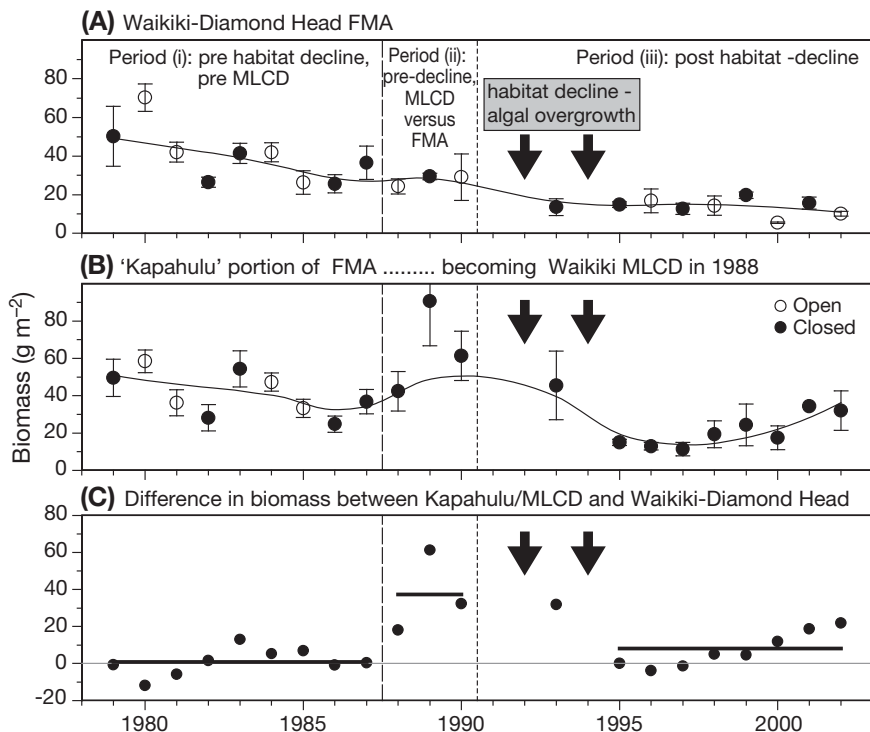 (A) Waikiki-Diamond Head FMA
Period (i): pre habitat decline,
pre MLCD
Period (ii):
pre-decline,
MLCD
versus
FMA
Period (iii): post habitat -decline
habitat decline -
algal overgrowth
80
60
40
20
0
(B) 'Kapahulu' portion of FMA ......... becoming Waikiki MLCD in 1988
Open
Closed
Biomass (g m−2)
80
60
40
20
0
(C) Difference in biomass between Kapahulu/MLCD and Waikiki-Diamond Head
80
60
40
20
0
-20
1980 1985 1990 1995 2000